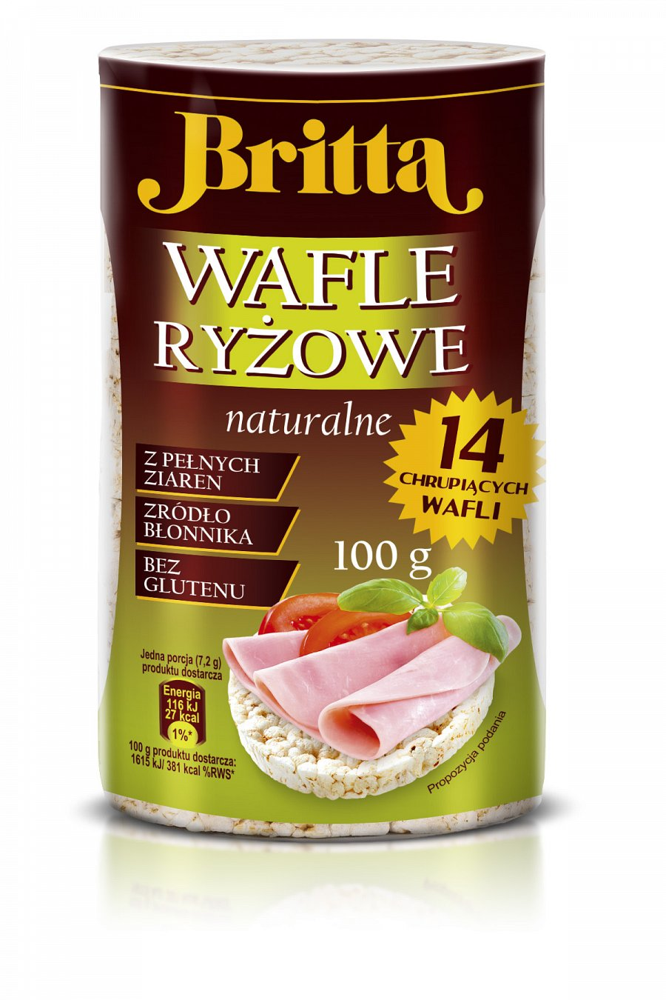 Britta
WAFLE
RYŻOWE
naturalne
14
CHRUPIĄCYCH
WAFLI
Z PEŁNYCH
ZIAREN
ZRÓDŁO
BŁONNIKA
BEZ
GLUTENU
100 g
Jedna porcja (7,2 g)
produktu dostarcza
Energia
116 kJ
27 kcal
1%*
100 g produktu dostarcza:
1615 kJ/ 381 kcal %RWS*
Propozycja podania